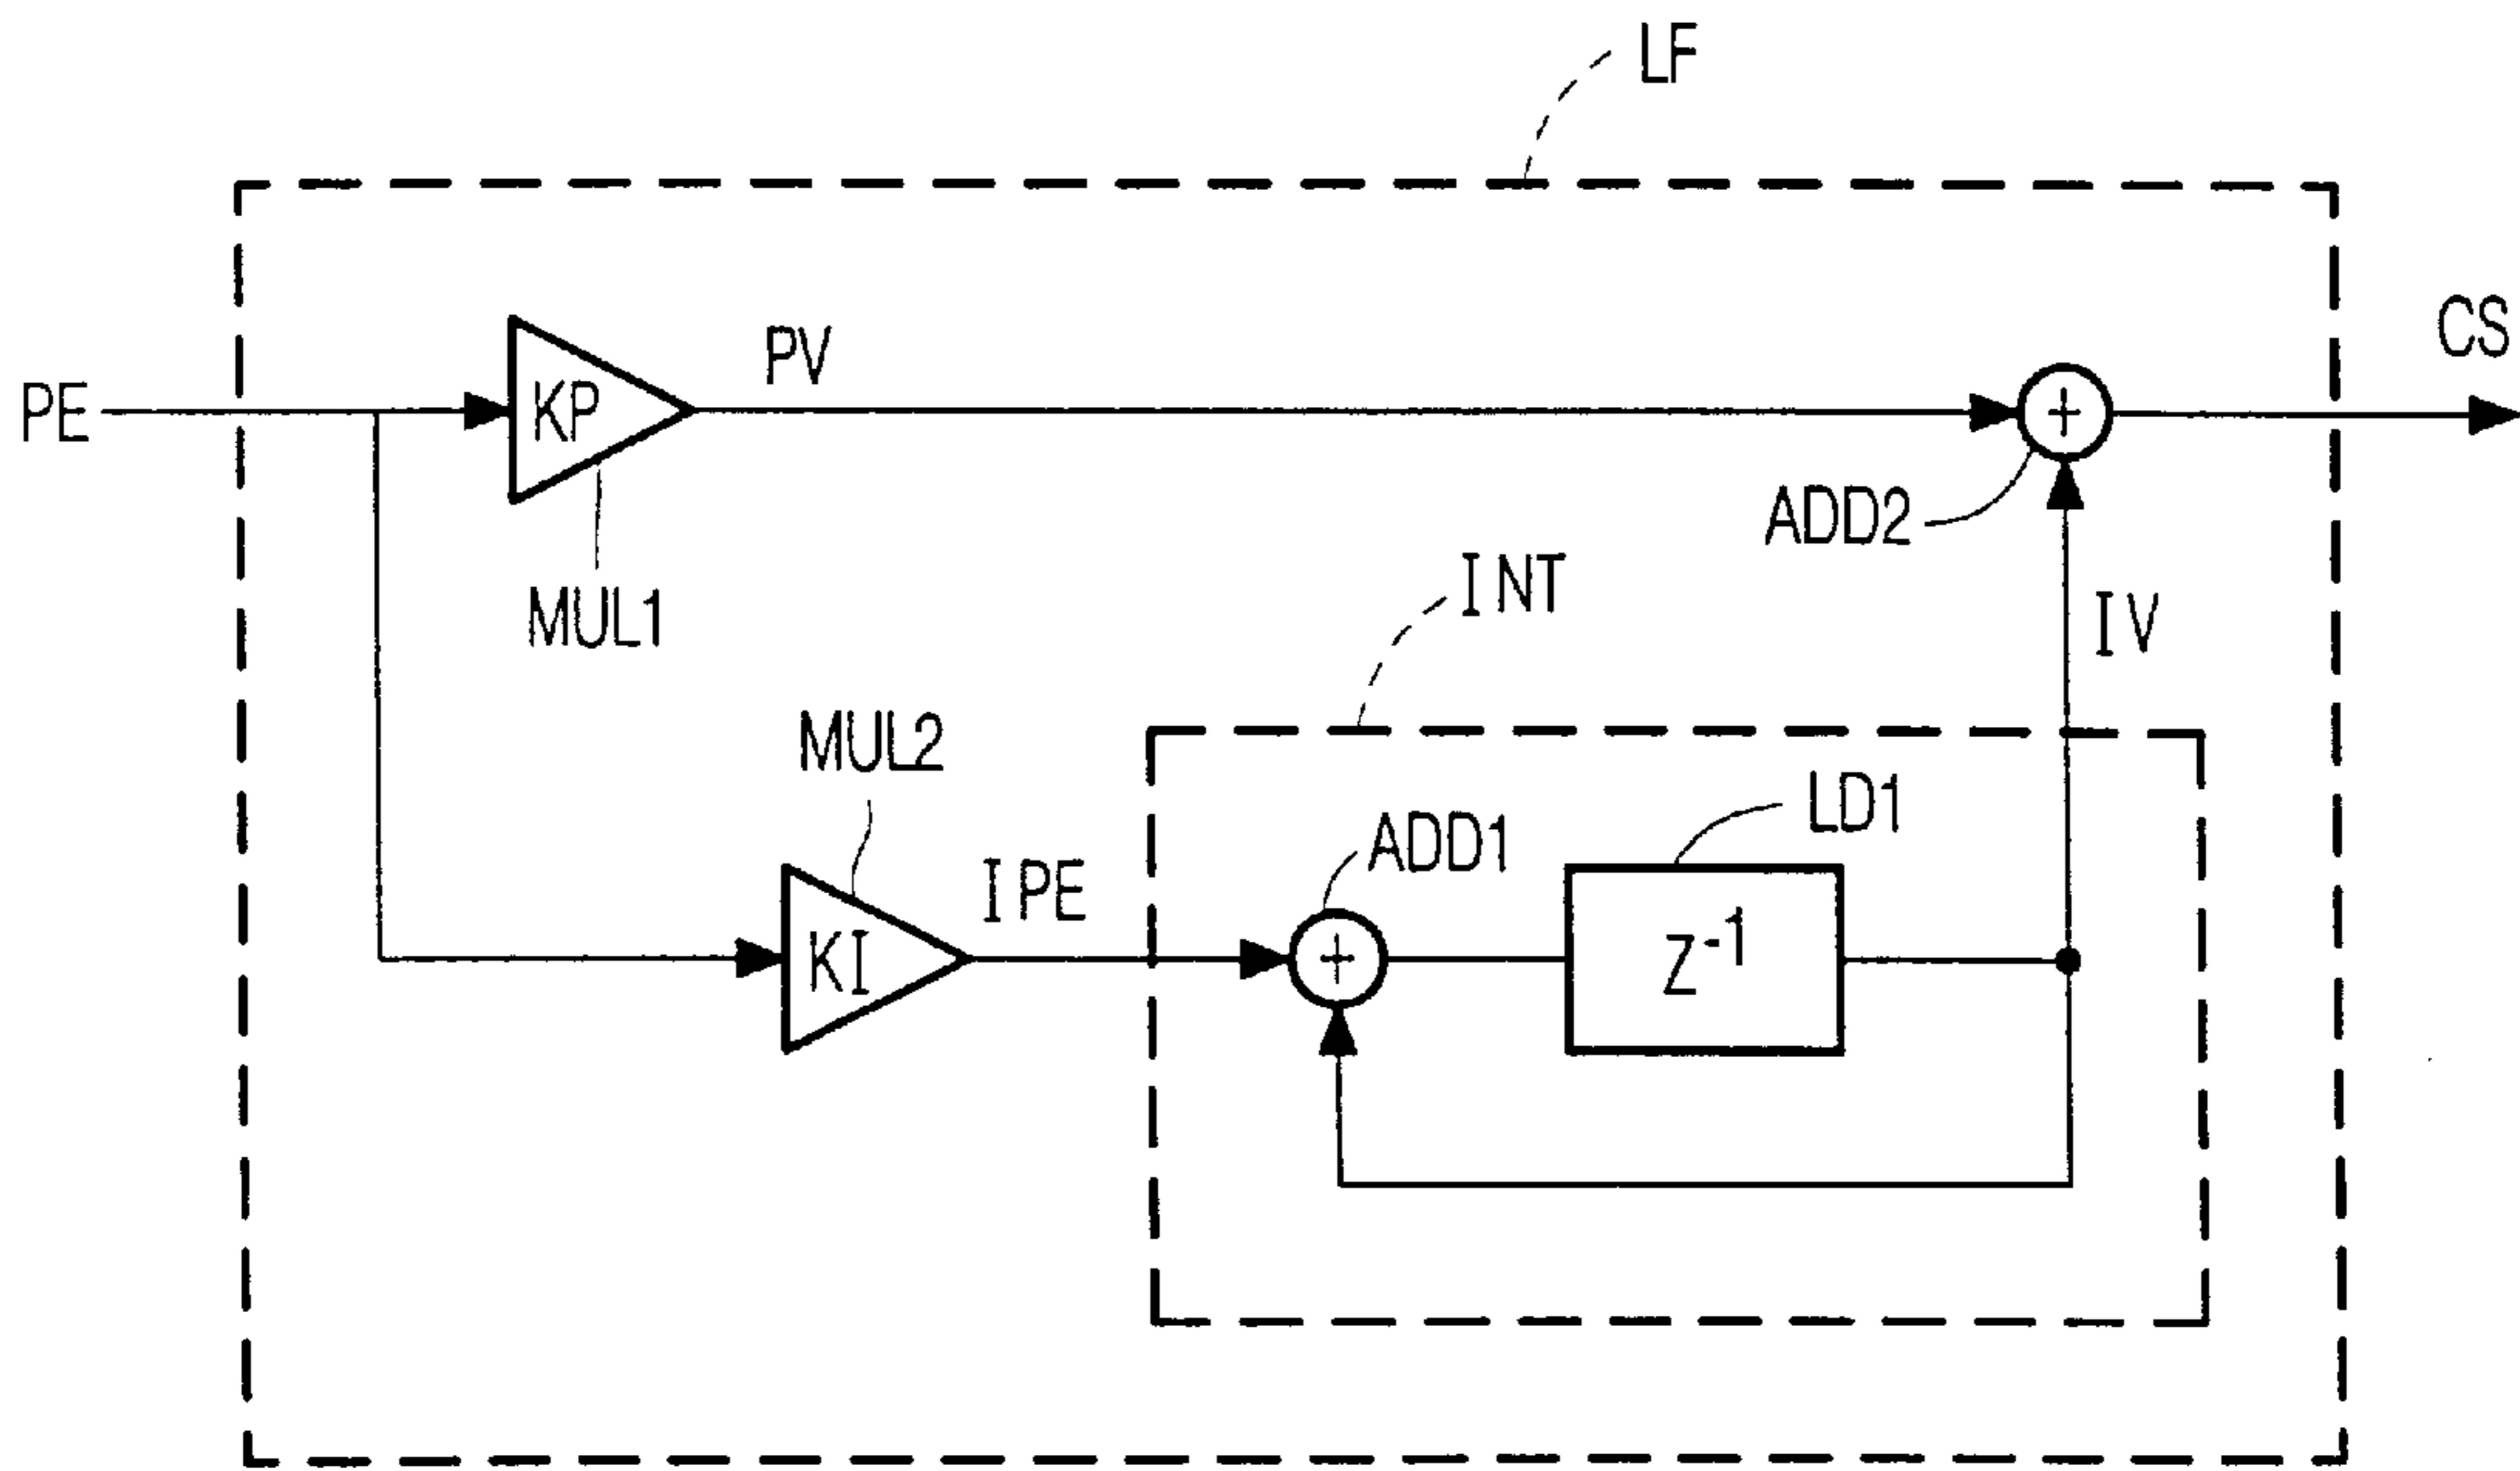 LF
CS
PV
PE
KP
ADD2
INT
MUL1
IV
MUL2
LD1
ADD1
IPE
KI
Z-1